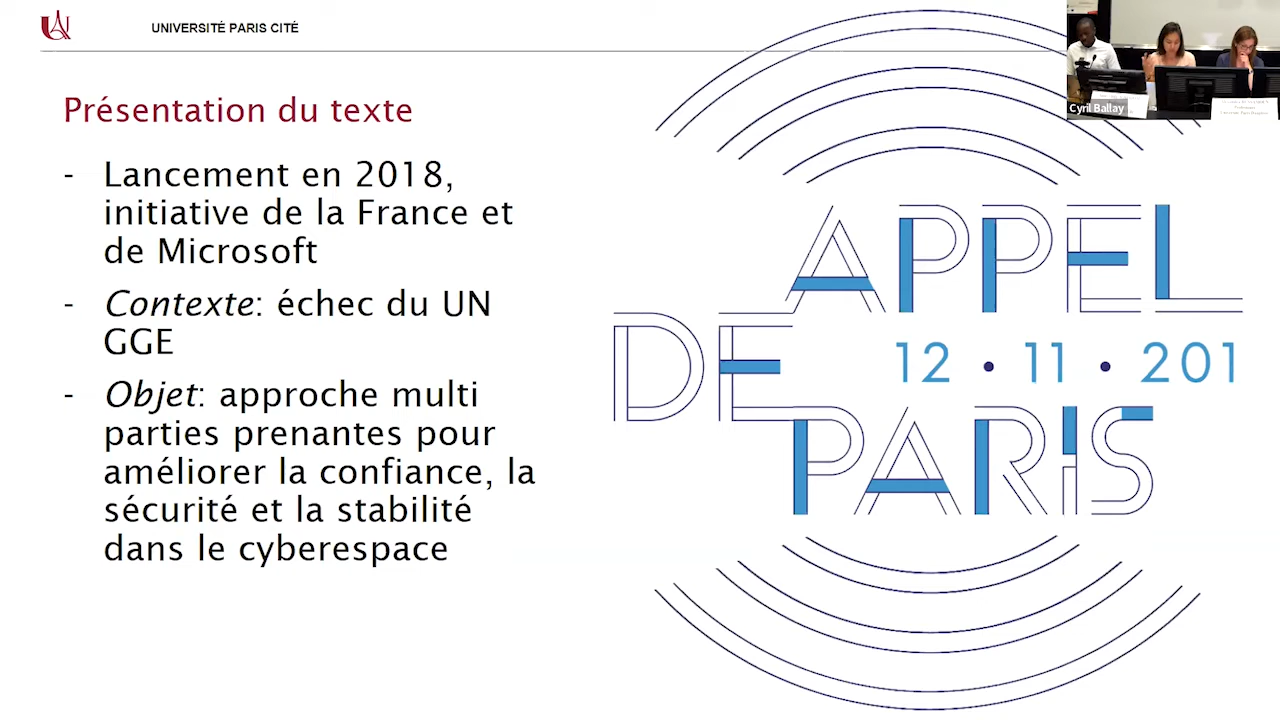 UNIVERSITÉ PARIS CITÉ
Présentation du texte
- Lancement en 2018,
initiative de la France et
de Microsoft
- Contexte: échec du UN
GGE
- Objet: approche multi
parties prenantes pour
améliorer la confiance, la
sécurité et la stabilité
dans le cyberespace
APPEL
DE
12 • 11 • 201
PARIS
Cyril Ballay